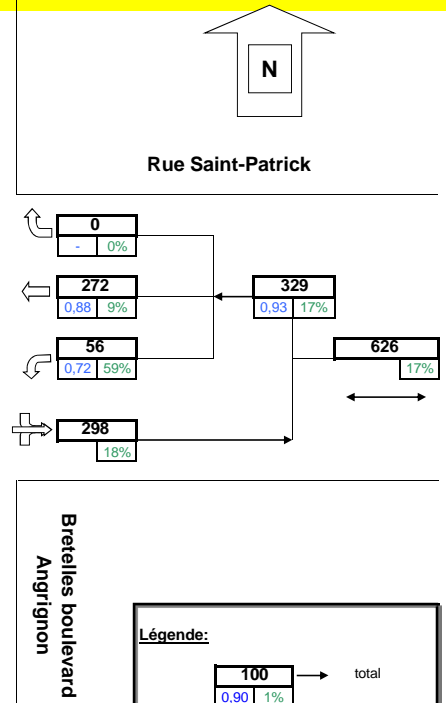 N
Rue Saint-Patrick
0
- 0%
272 329
0,88 9% 0,93 17%
56 626
0,72 59% 17%
298
18%
Bretelles boulevard
Angrignon
Légende:
100 total
0,90 1%